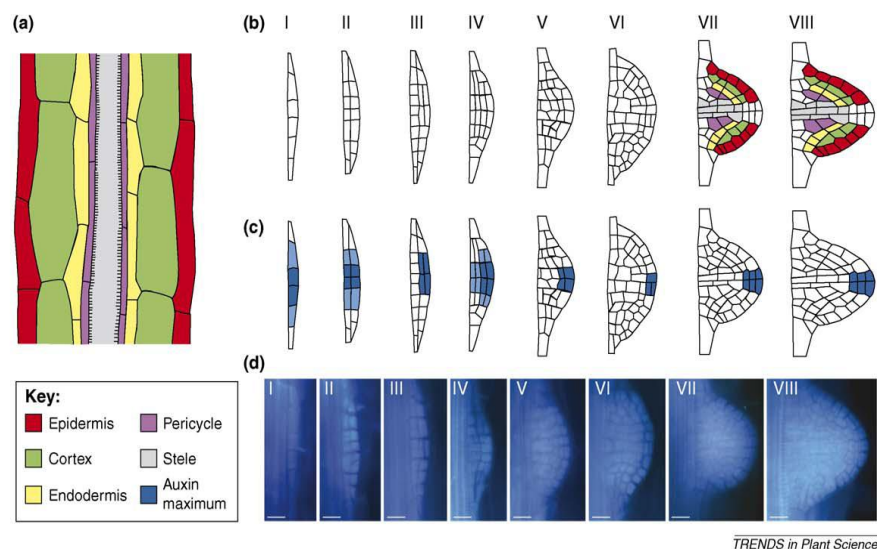 (a)
(b)
I II III IV V VI VII VIII
(c)
(d)
I II III IV V VI VII VIII
Key:
Epidermis Pericycle
Cortex Stele
Endodermis Auxin
maximum
TRENDS in Plant Science